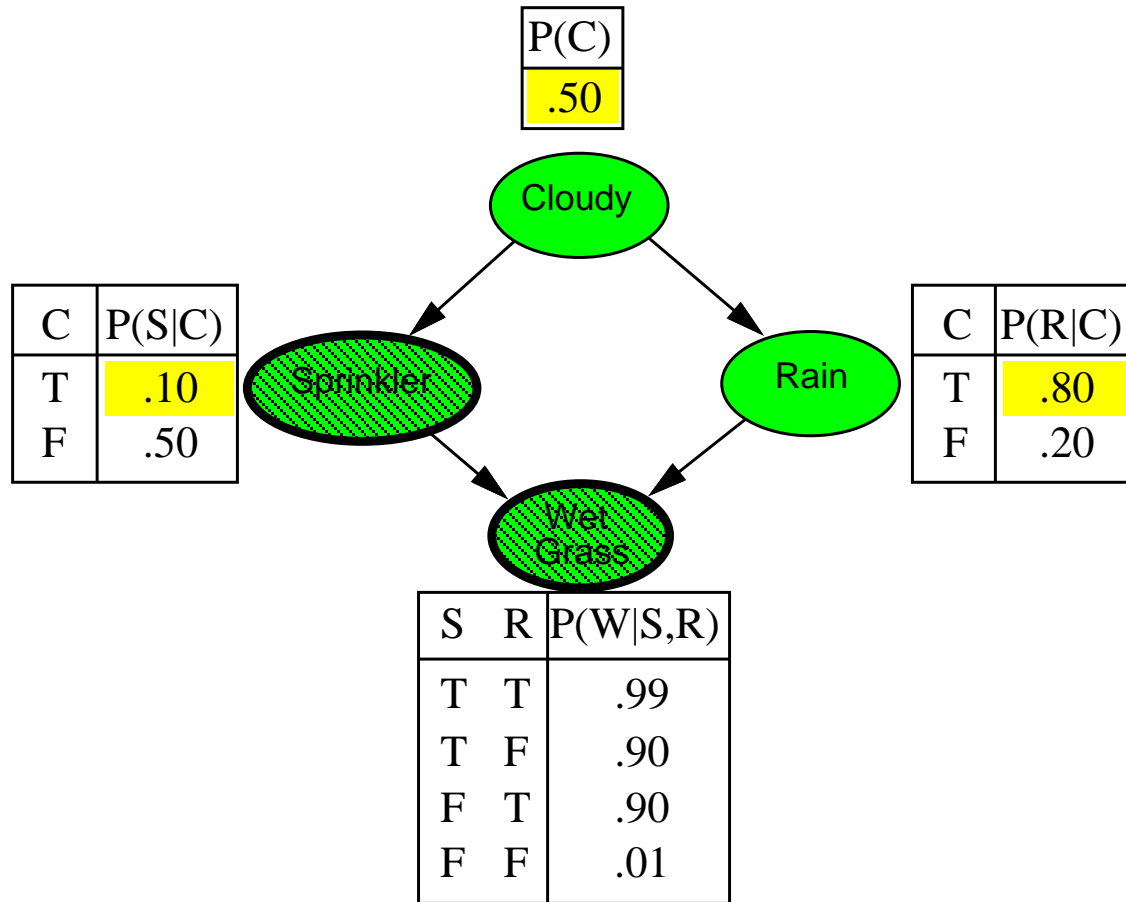 P(C)
.50
Cloudy
C P(S|C)
T .10
F .50
Sprinkler
Rain
C P(R|C)
T .80
F .20
Wet
Grass
S R P(W|S,R)
T T .99
T F .90
F T .90
F F .01